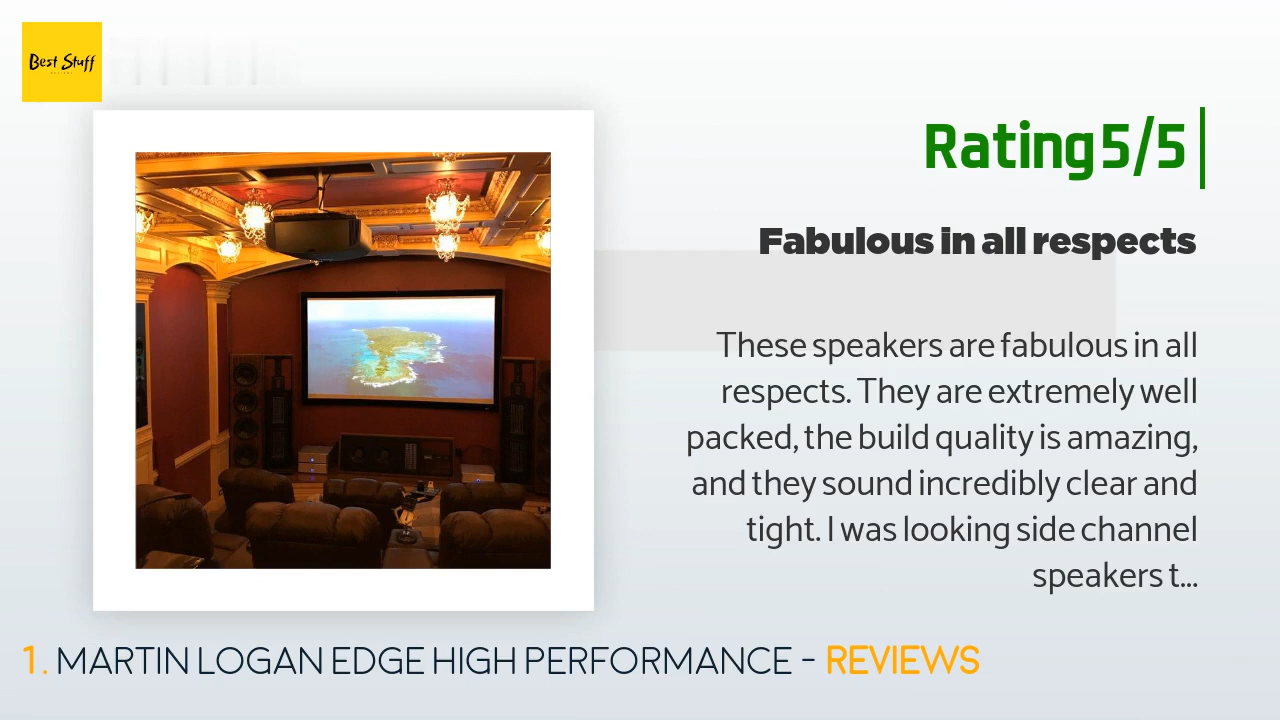 Best Stuff
Rating 5/5
Fabulous in all respects
These speakers are fabulous in all
respects. They are extremely well
packed, the build quality is amazing,
and they sound incredibly clear and
tight. I was looking side channel
speakers t...
1. MARTIN LOGAN EDGE HIGH PERFORMANCE - REVIEWS